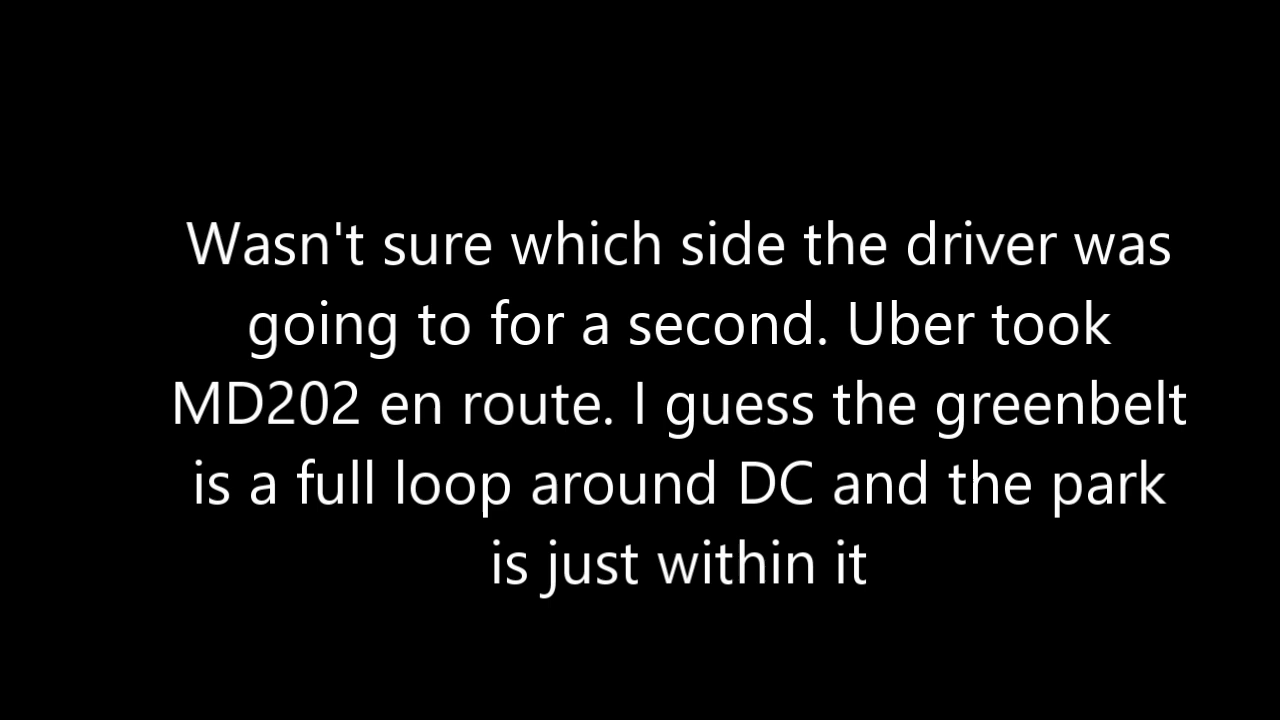 Wasn't sure which side the driver was
going to for a second. Uber took
MD202 en route. I guess the greenbelt
is a full loop around DC and the park
is just within it